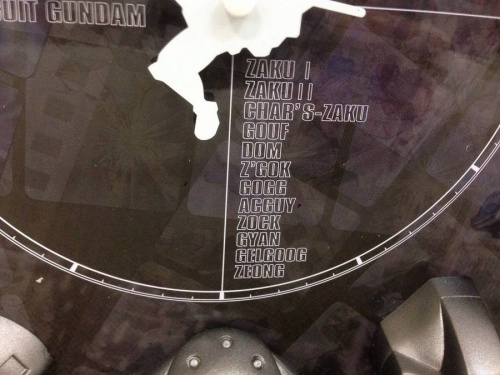 UIT GUNDAM
ZAKU I
ZAKU II
CHAR'S-ZAKU
GOUF
DOM
Z'GOK
GOGG
ACGUY
ZOCK
GYAN
GELGOOG
ZEONG